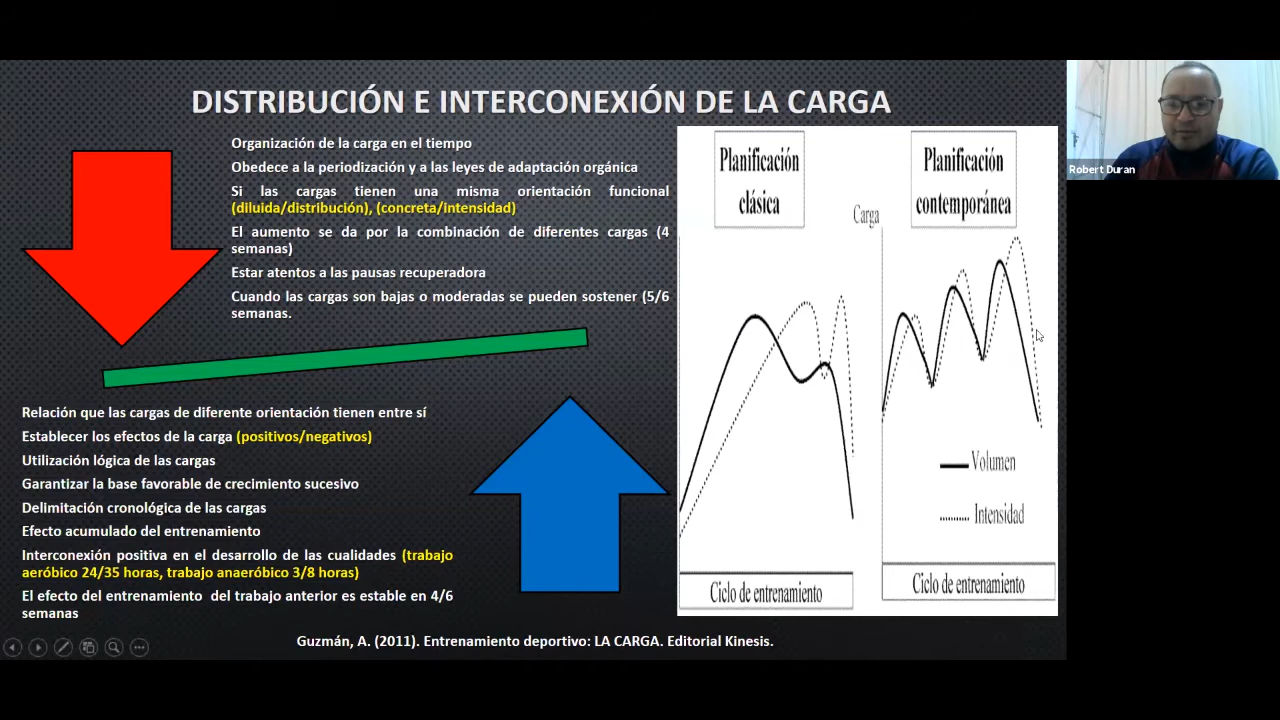 DISTRIBUCIÓN E INTERCONEXIÓN DE LA CARGA
Organización de la carga en el tiempo
Obedece a la periodización y a las leyes de adaptación orgánica
Si las cargas tienen una misma orientación funcional
(diluida/distribución), (concreta/intensidad)
El aumento se da por la combinación de diferentes cargas (4
semanas)
Estar atentos a las pausas recuperadora
Cuando las cargas son bajas o moderadas se pueden sostener (5/6
semanas.
Relación que las cargas de diferente orientación tienen entre sí
Establecer los efectos de la carga (positivos/negativos)
Utilización lógica de las cargas
Garantizar la base favorable de crecimiento sucesivo
Delimitación cronológica de las cargas
Efecto acumulado del entrenamiento
Interconexión positiva en el desarrollo de las cualidades (trabajo
aeróbico 24/35 horas, trabajo anaeróbico 3/8 horas)
El efecto del entrenamiento del trabajo anterior es estable en 4/6
semanas
Planificación
clásica
Carga
Planificación
contemporánea
Volumen
Intensidad
Ciclo de entrenamiento
Ciclo de entrenamiento
Guzmán, A. (2011). Entrenamiento deportivo: LA CARGA. Editorial Kinesis.
Robert Duran